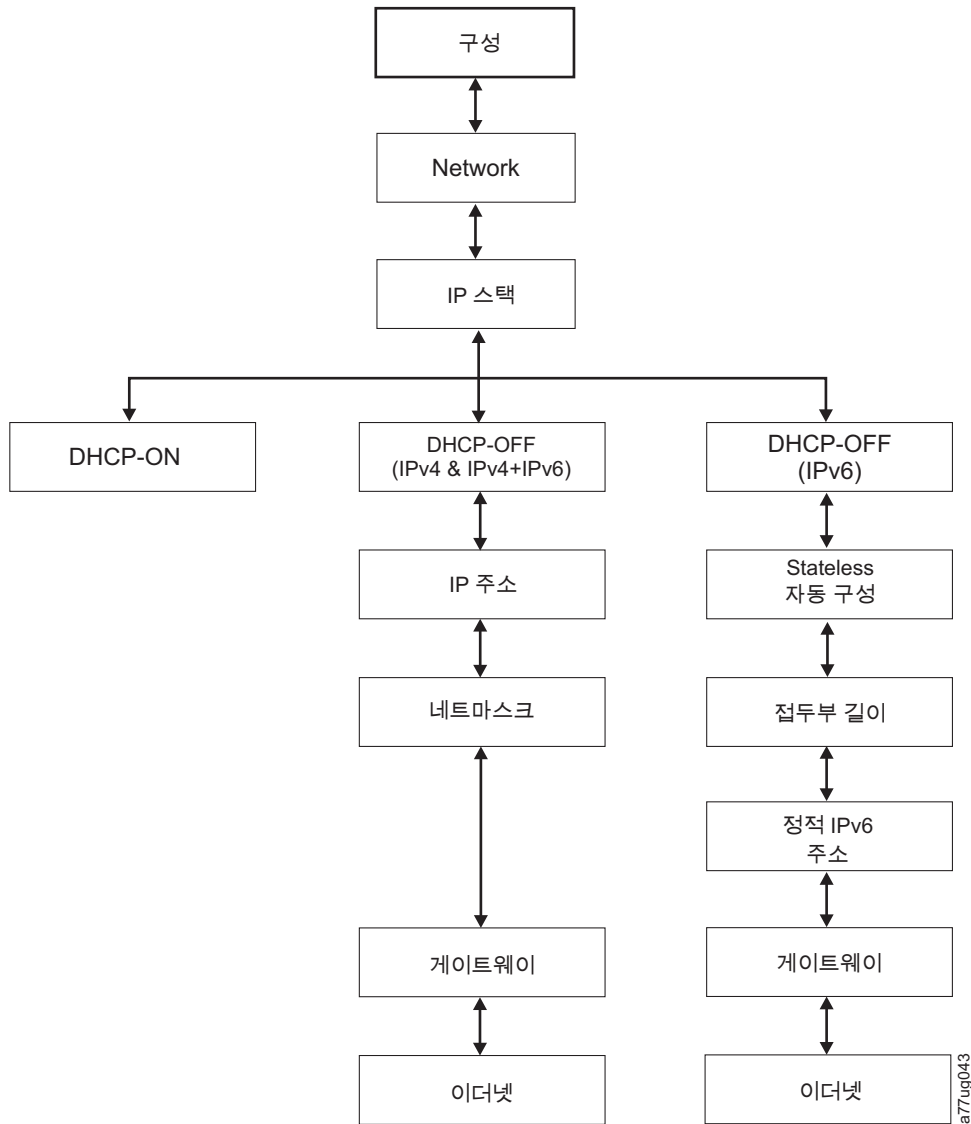 구성
Network
IP 스택
DHCP-ON
DHCP-OFF
(IPv4 & IPv4+IPv6)
DHCP-OFF
(IPv6)
IP 주소
Stateless
자동 구성
네트마스크
접두부 길이
정적 IPv6
주소
게이트웨이
게이트웨이
이더넷
이더넷
a77ug043